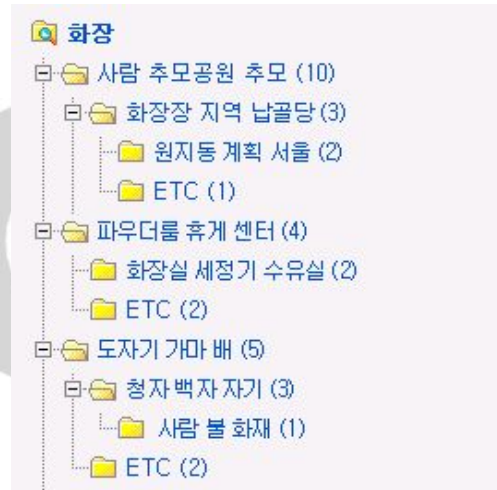 화장
사람 추모공원 추모 (10)
화장장 지역 납골당 (3)
원지동 계획 서울 (2)
ETC (1)
파우더룸 휴게 센터 (4)
화장실 세정기 수유실 (2)
ETC (2)
도자기 가마 배 (5)
청자 백자 자기 (3)
사람 불 화재 (1)
ETC (2)